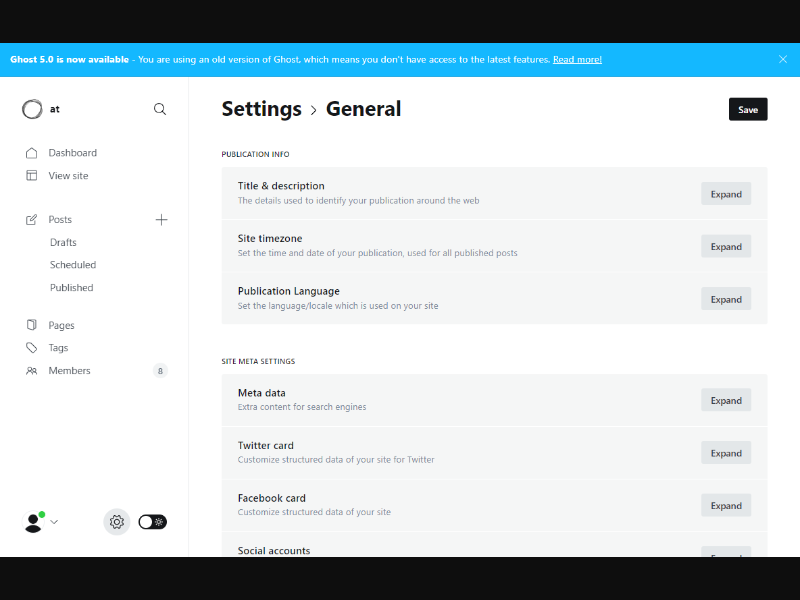 Ghost 5.0 is now available - You are using an old version of Ghost, which means you don't have access to the latest features. Read more!
at
Settings > General
Save
Dashboard
View site
Posts
Drafts
Scheduled
Published
Pages
Tags
Members 8
PUBLICATION INFO
Title & description
The details used to identify your publication around the web
Expand
Site timezone
Set the time and date of your publication, used for all published posts
Expand
Publication Language
Set the language/locale which is used on your site
Expand
SITE META SETTINGS
Meta data
Extra content for search engines
Expand
Twitter card
Customize structured data of your site for Twitter
Expand
Facebook card
Customize structured data of your site
Expand
Social accounts